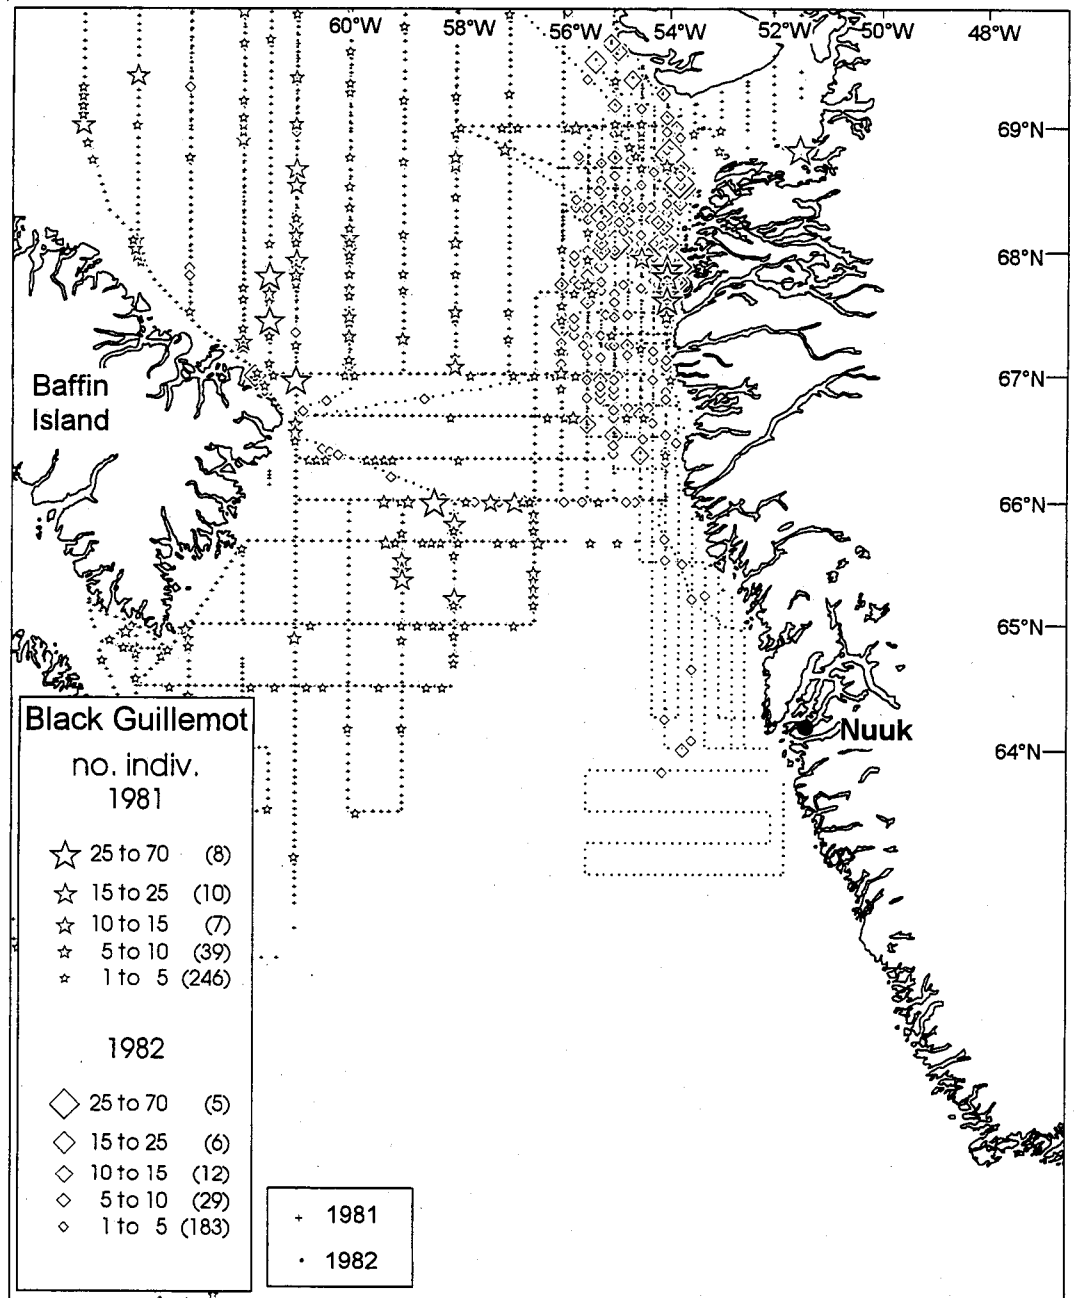 60°W 58°W 56°W 54°W 52°W 50°W 48°W
69°N
68°N
67°N
66°N
65°N
64°N
Baffin
Island
Nuuk
Black Guillemot
no. indiv.
1981
25 to 70 (8)
15 to 25 (10)
10 to 15 (7)
5 to 10 (39)
1 to 5 (246)
1982
25 to 70 (5)
15 to 25 (6)
10 to 15 (12)
5 to 10 (29)
1 to 5 (183)
1981
1982